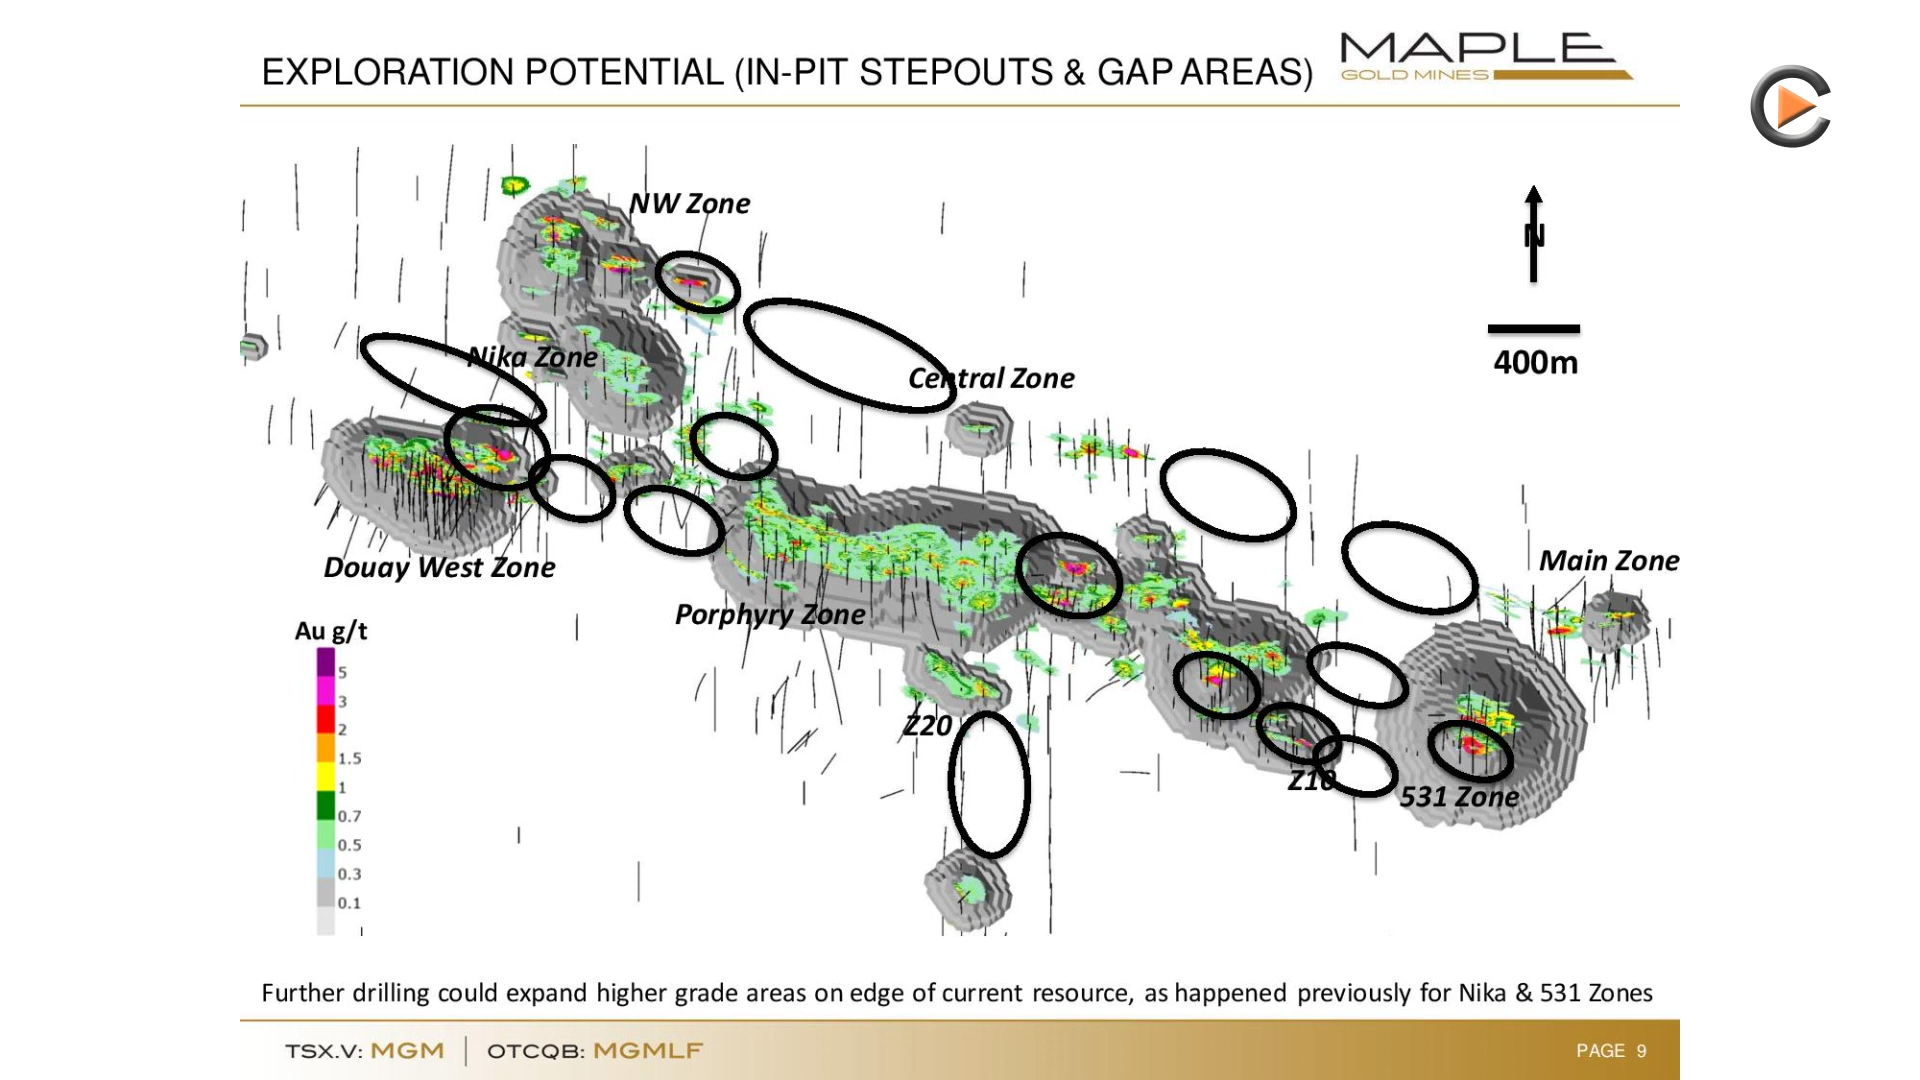 EXPLORATION POTENTIAL (IN-PIT STEPOUTS & GAP AREAS)
MAPLE
GOLD MINES
NW Zone
N
400m
Nika Zone
Central Zone
Douay West Zone
Main Zone
Porphyry Zone
Au g/t
5
3
2
1.5
1
0.7
0.5
0.3
0.1
Z20
Z10
531 Zone
Further drilling could expand higher grade areas on edge of current resource, as happened previously for Nika & 531 Zones
TSX.V: MGM | OTCQB: MGMLF
PAGE 9